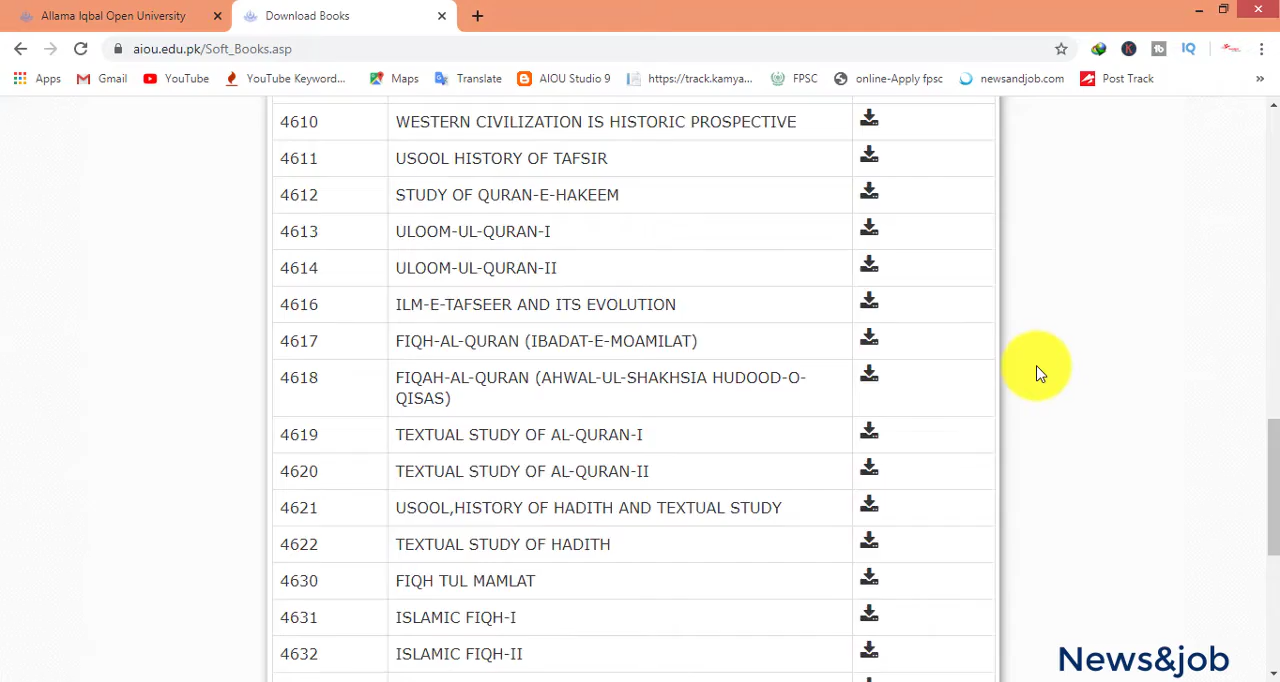 Allama Iqbal Open University
Download Books
aiou.edu.pk/Soft_Books.asp
Apps Gmail YouTube YouTube Keyword... Maps Translate AIOU Studio 9 https://track.kamya... FPSC online-Apply fpsc newsandjob.com Post Track »
4610 WESTERN CIVILIZATION IS HISTORIC PROSPECTIVE
4611 USOOL HISTORY OF TAFSIR
4612 STUDY OF QURAN-E-HAKEEM
4613 ULOOM-UL-QURAN-I
4614 ULOOM-UL-QURAN-II
4616 ILM-E-TAFSEER AND ITS EVOLUTION
4617 FIQH-AL-QURAN (IBADAT-E-MOAMILAT)
4618 FIQAH-AL-QURAN (AHWAL-UL-SHAKHSIA HUDOOD-O-
QISAS)
4619 TEXTUAL STUDY OF AL-QURAN-I
4620 TEXTUAL STUDY OF AL-QURAN-II
4621 USOOL,HISTORY OF HADITH AND TEXTUAL STUDY
4622 TEXTUAL STUDY OF HADITH
4630 FIQH TUL MAMLAT
4631 ISLAMIC FIQH-I
4632 ISLAMIC FIQH-II
News&job